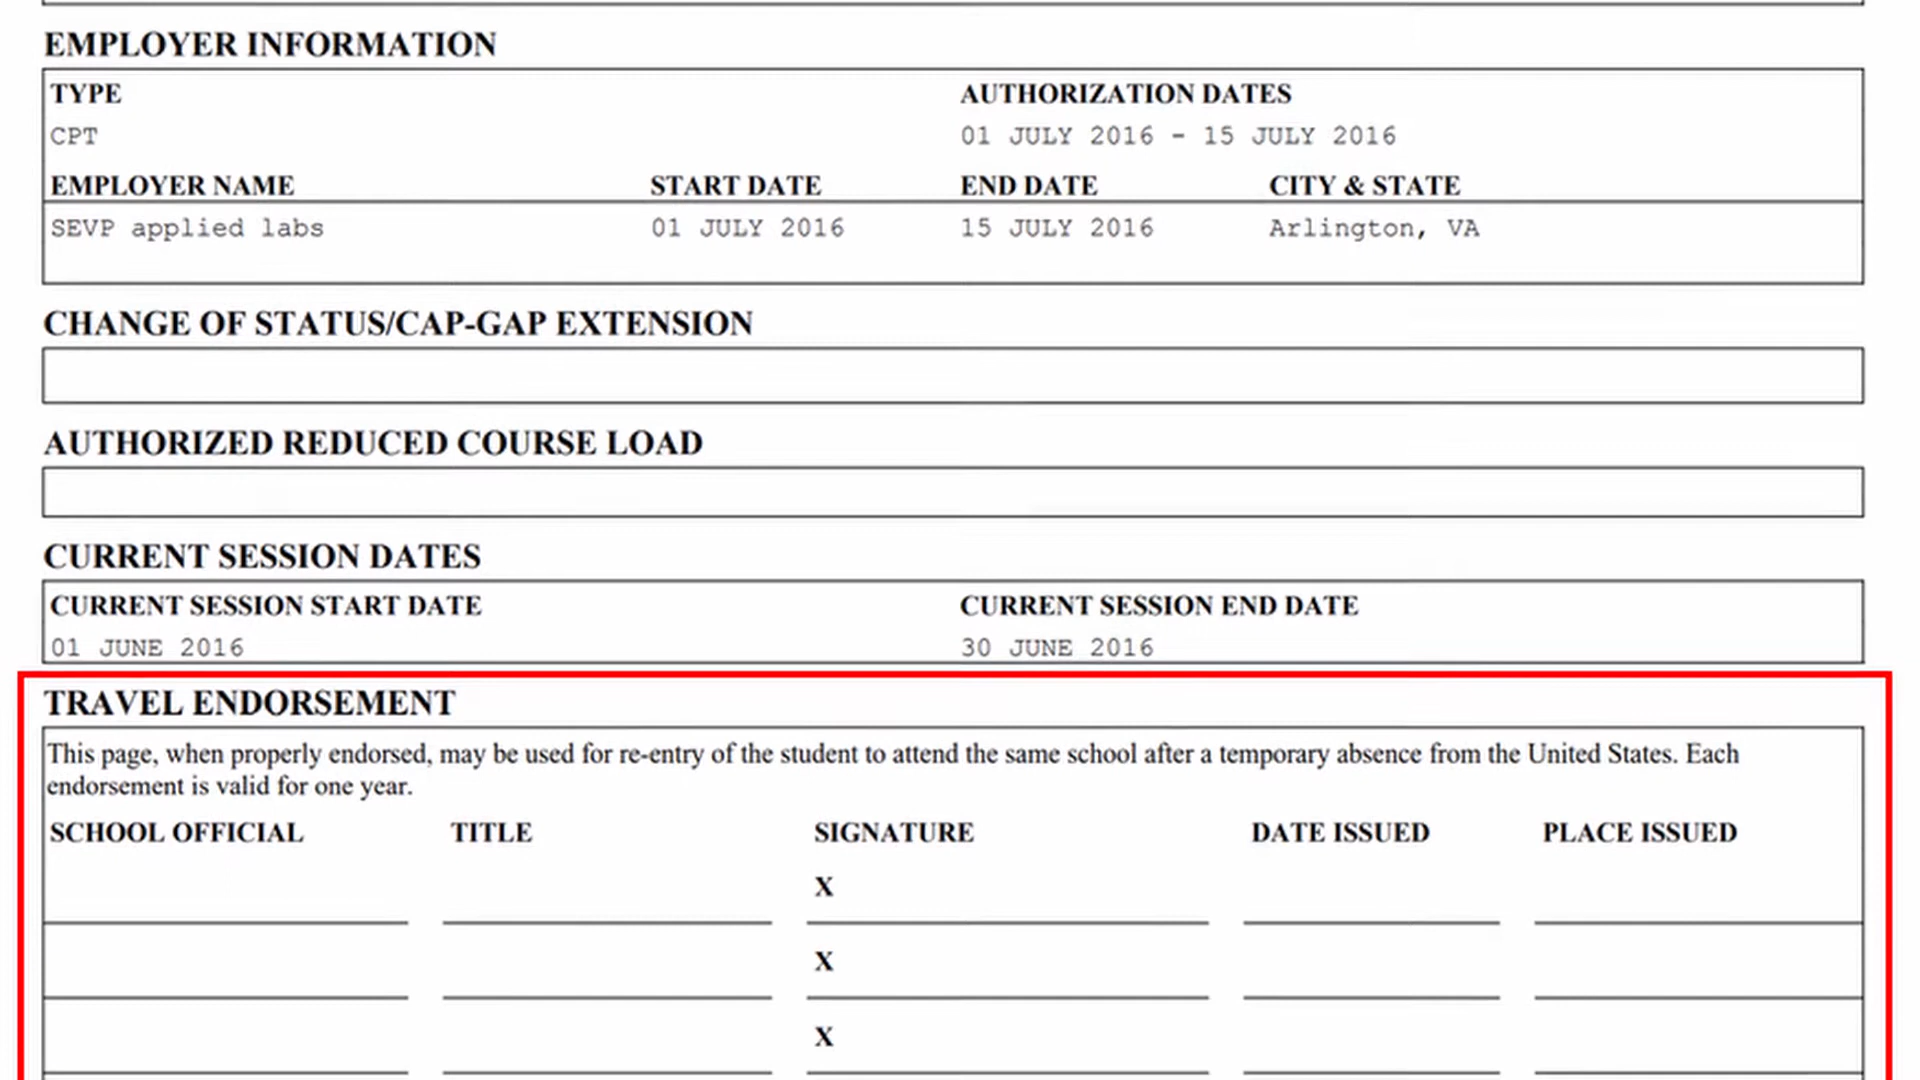 EMPLOYER INFORMATION
TYPE AUTHORIZATION DATES
CPT 01 JULY 2016 - 15 JULY 2016
EMPLOYER NAME START DATE END DATE CITY & STATE
SEVP applied labs 01 JULY 2016 15 JULY 2016 Arlington, VA
CHANGE OF STATUS/CAP-GAP EXTENSION
AUTHORIZED REDUCED COURSE LOAD
CURRENT SESSION DATES
CURRENT SESSION START DATE CURRENT SESSION END DATE
01 JUNE 2016 30 JUNE 2016
TRAVEL ENDORSEMENT
This page, when properly endorsed, may be used for re-entry of the student to attend the same school after a temporary absence from the United States. Each
endorsement is valid for one year.
SCHOOL OFFICIAL TITLE SIGNATURE DATE ISSUED PLACE ISSUED
X
X
X